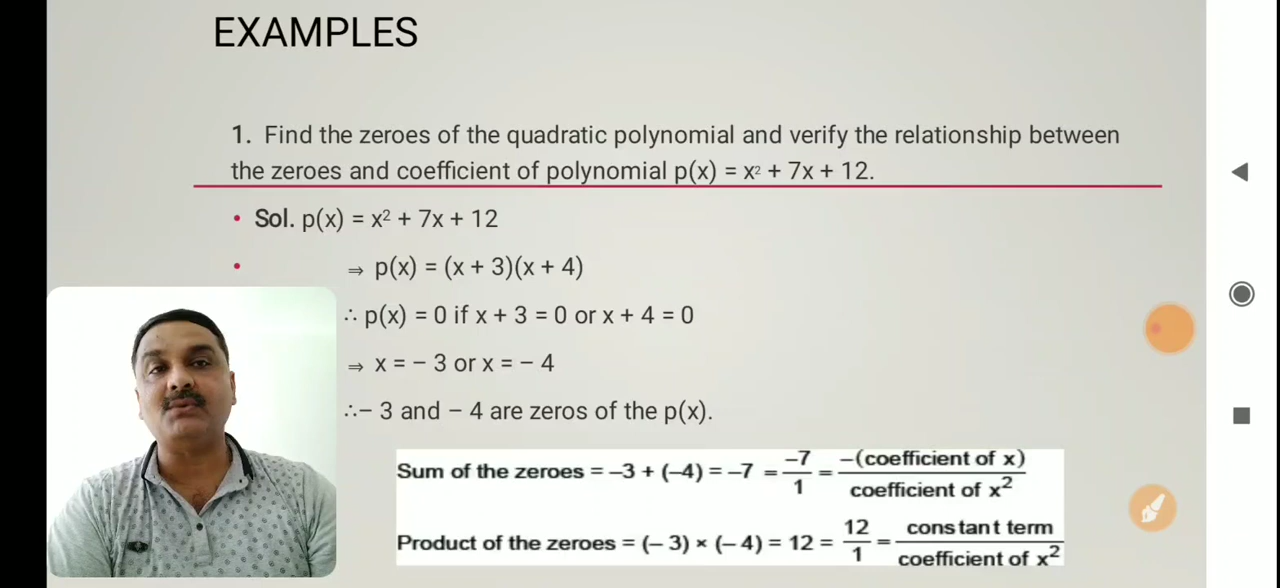 EXAMPLES
1. Find the zeroes of the quadratic polynomial and verify the relationship between
the zeroes and coefficient of polynomial p(x) = x² + 7x + 12.
• Sol. p(x) = x² + 7x + 12
• ⇒ p(x) = (x + 3)(x + 4)
∴ p(x) = 0 if x + 3 = 0 or x + 4 = 0
⇒ x = − 3 or x = − 4
∴− 3 and − 4 are zeros of the p(x).
Sum of the zeroes = −3 + (−4) = −7 = −7/1 = −(coefficient of x)/coefficient of x²
Product of the zeroes = (− 3) × (− 4) = 12 = 12/1 = constant term/coefficient of x²